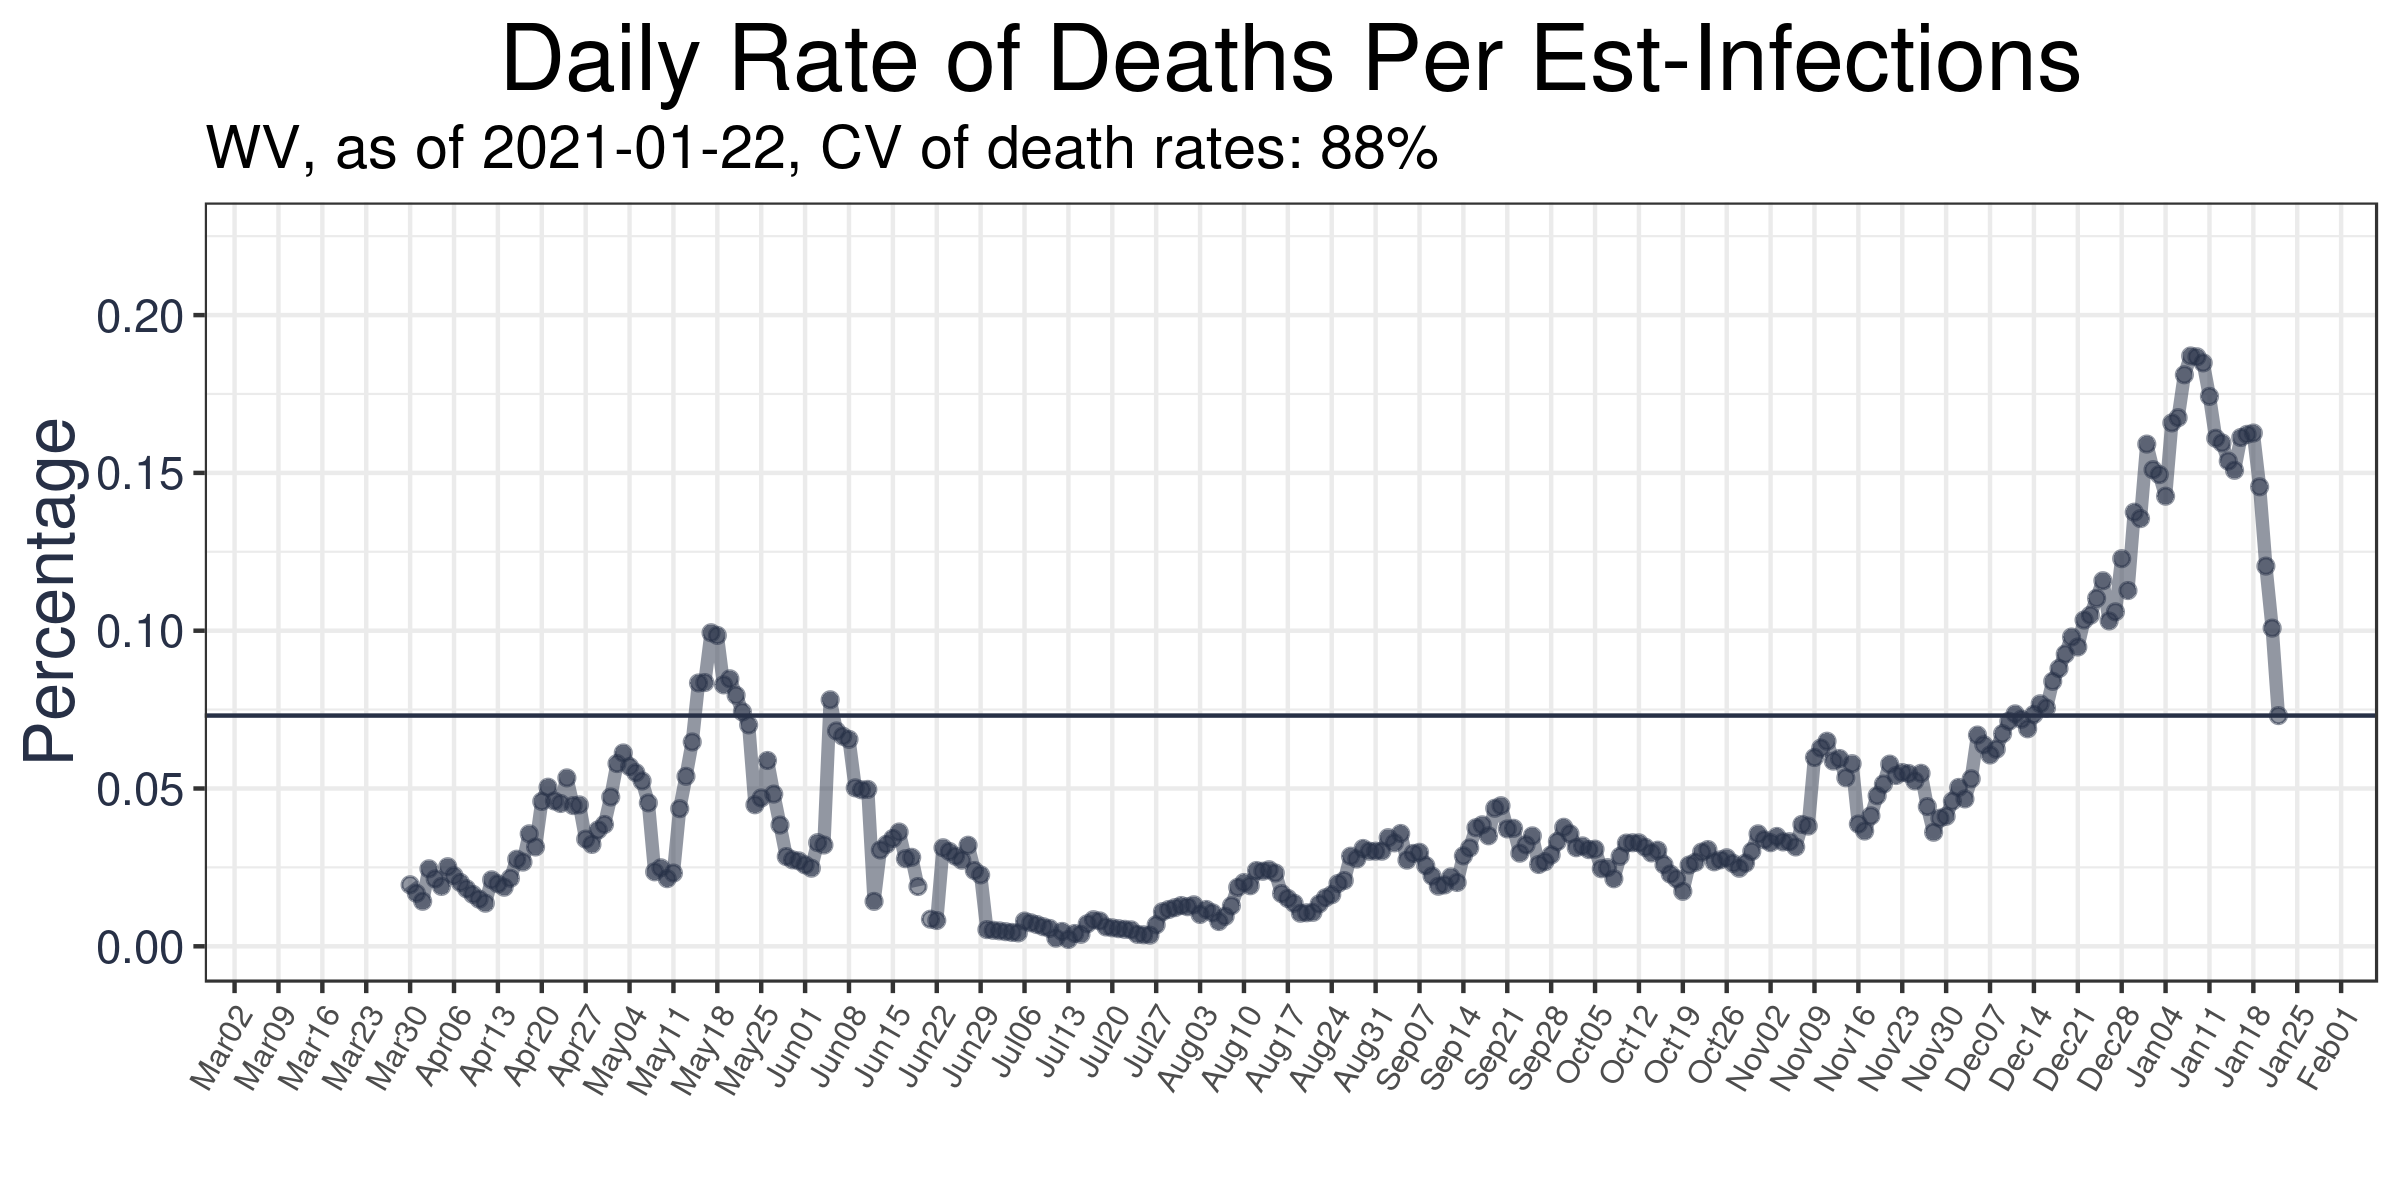 Daily Rate of Deaths Per Est-Infections
WV, as of 2021-01-22, CV of death rates: 88%
Percentage
0.20
0.15
0.10
0.05
0.00
Mar02
Mar09
Mar16
Mar23
Mar30
Apr06
Apr13
Apr20
Apr27
May04
May11
May18
May25
Jun01
Jun08
Jun15
Jun22
Jun29
Jul06
Jul13
Jul20
Jul27
Aug03
Aug10
Aug17
Aug24
Aug31
Sep07
Sep14
Sep21
Sep28
Oct05
Oct12
Oct19
Oct26
Nov02
Nov09
Nov16
Nov23
Nov30
Dec07
Dec14
Dec21
Dec28
Jan04
Jan11
Jan18
Jan25
Feb01